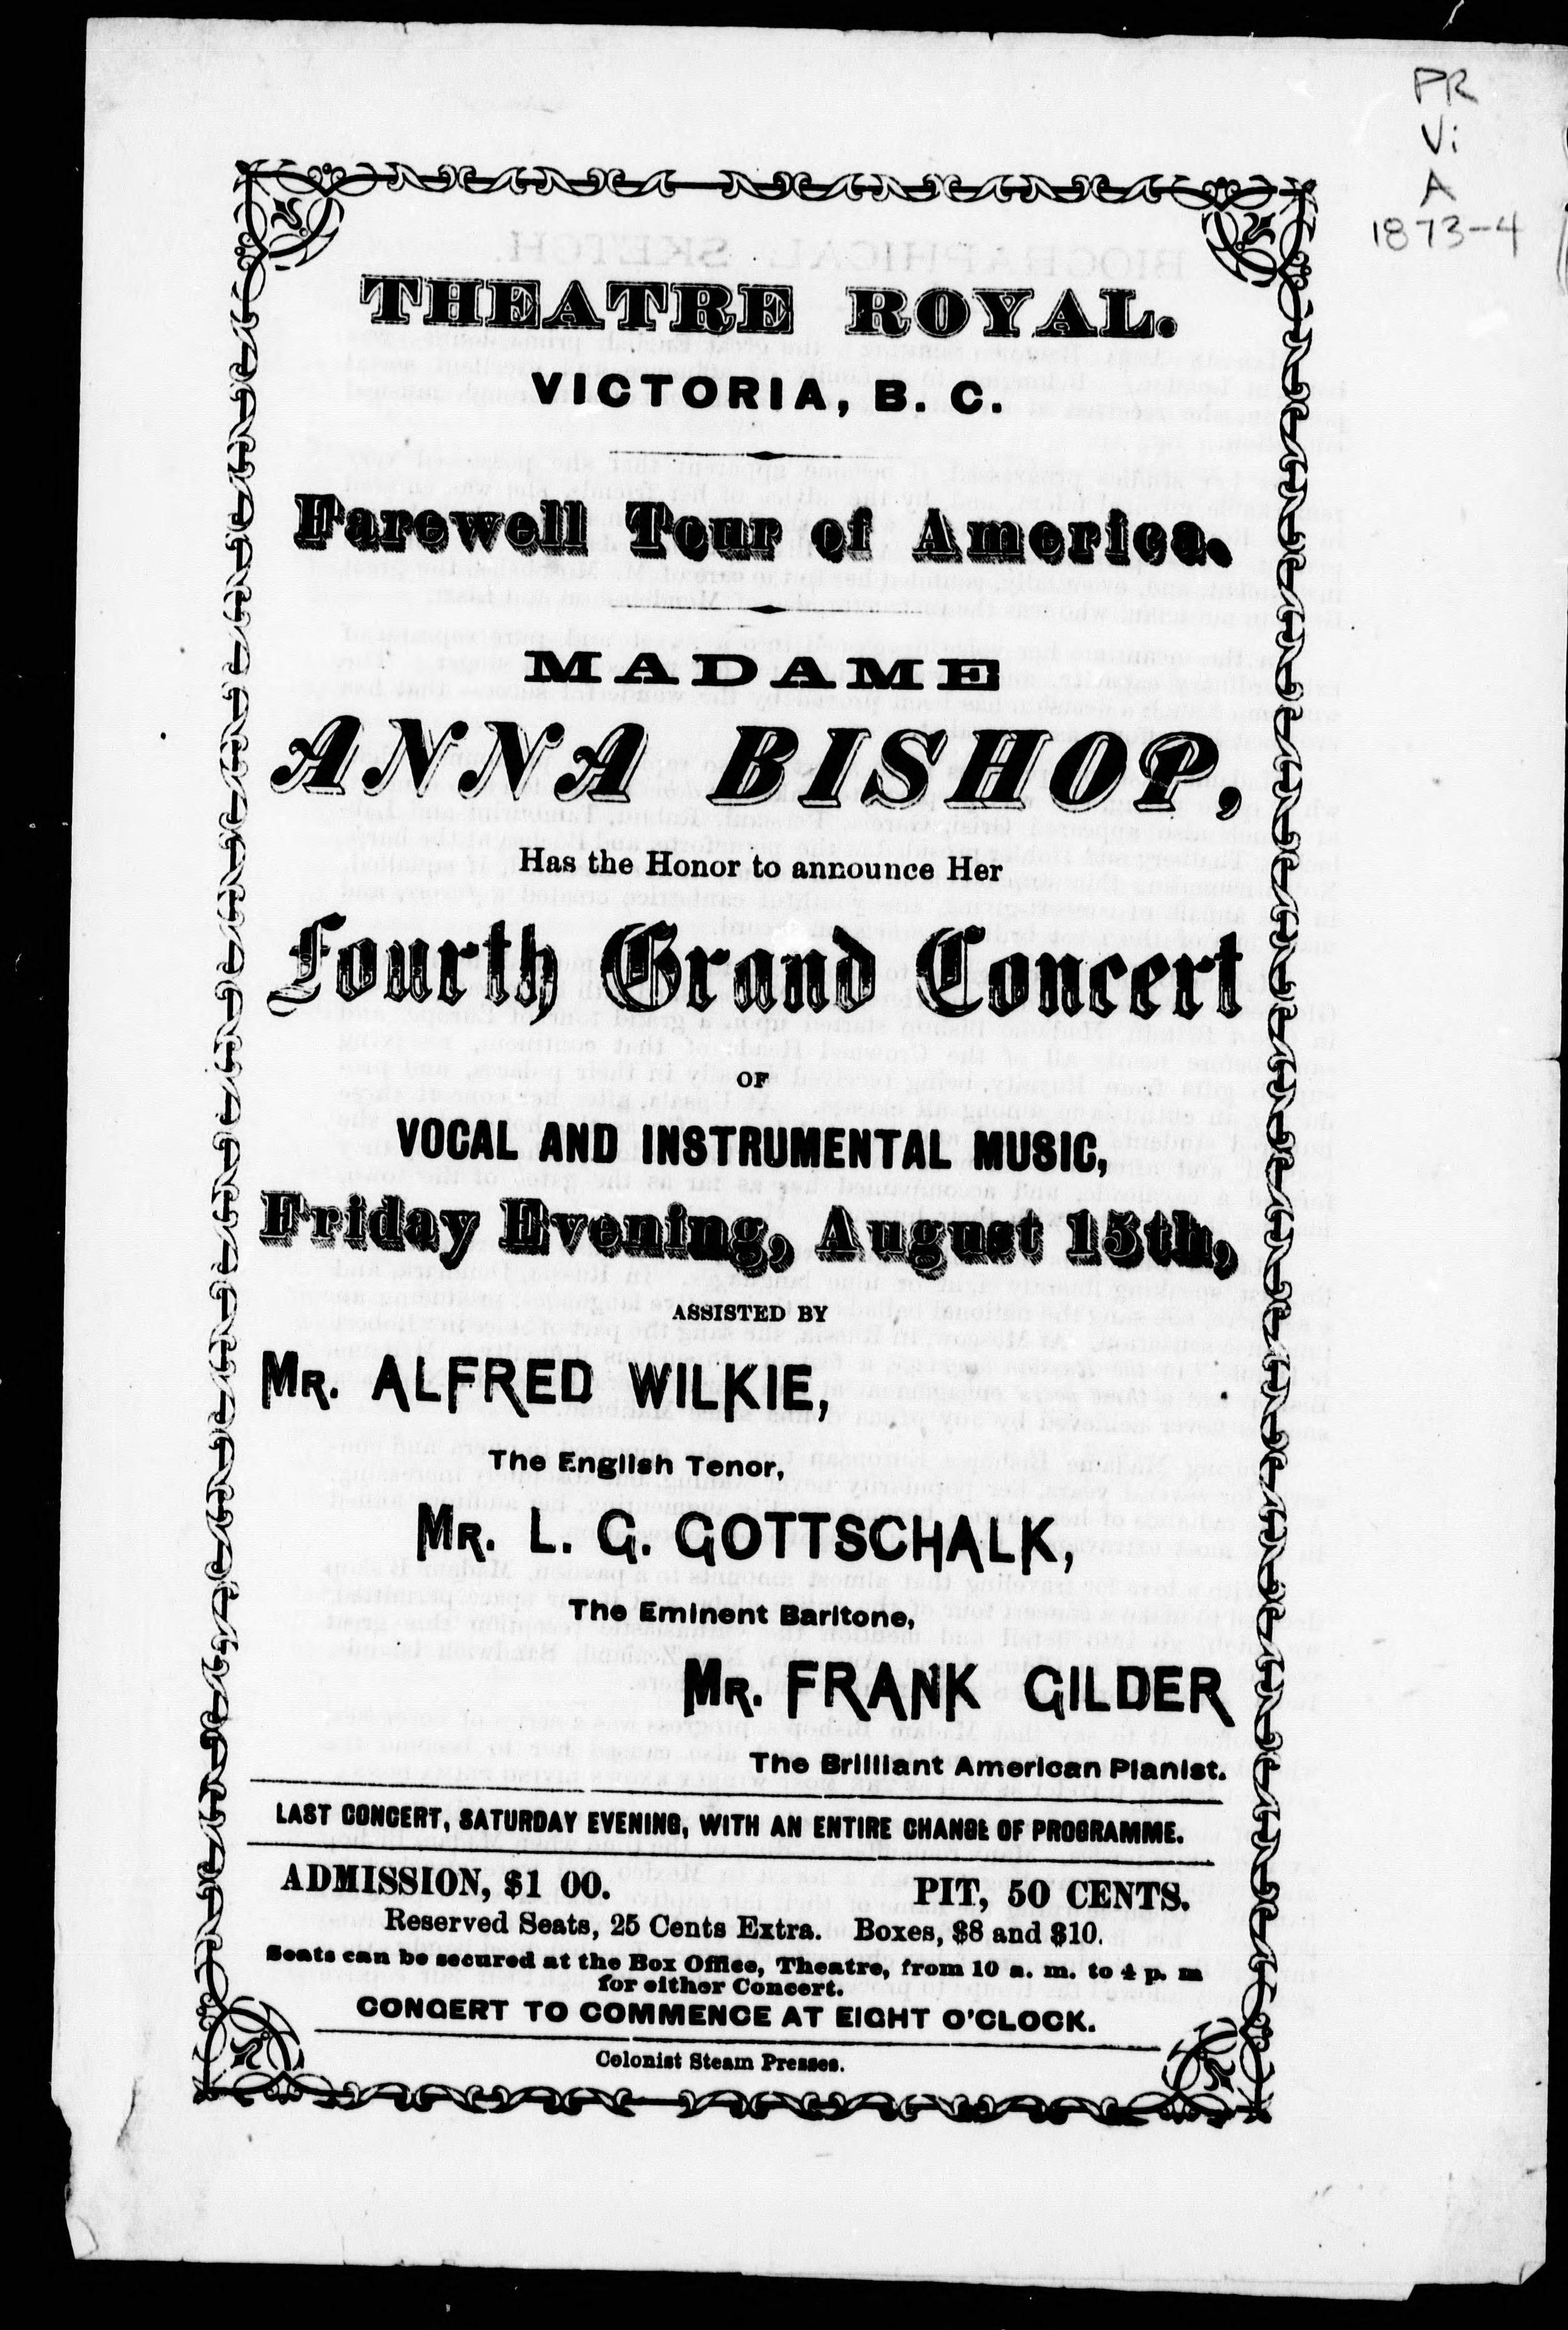 PR
Vi
A
1873-4
THEATRE ROYAL.
VICTORIA, B. C.
Farewell Tour of America.
MADAME
ANNA BISHOP,
Has the Honor to announce Her
Fourth Grand Concert
OF
VOCAL AND INSTRUMENTAL MUSIC,
Friday Evening, August 15th,
ASSISTED BY
MR. ALFRED WILKIE,
The English Tenor,
MR. L. G. GOTTSCHALK,
The Eminent Baritone,
MR. FRANK GILDER
The Brilliant American Pianist.
LAST CONCERT, SATURDAY EVENING, WITH AN ENTIRE CHANGE OF PROGRAMME.
ADMISSION, $1 00. PIT, 50 CENTS.
Reserved Seats, 25 Cents Extra. Boxes, $8 and $10.
Seats can be secured at the Box Office, Theatre, from 10 a. m. to 4 p. m
for either Concert.
CONCERT TO COMMENCE AT EIGHT O'CLOCK.
Colonist Steam Presses.